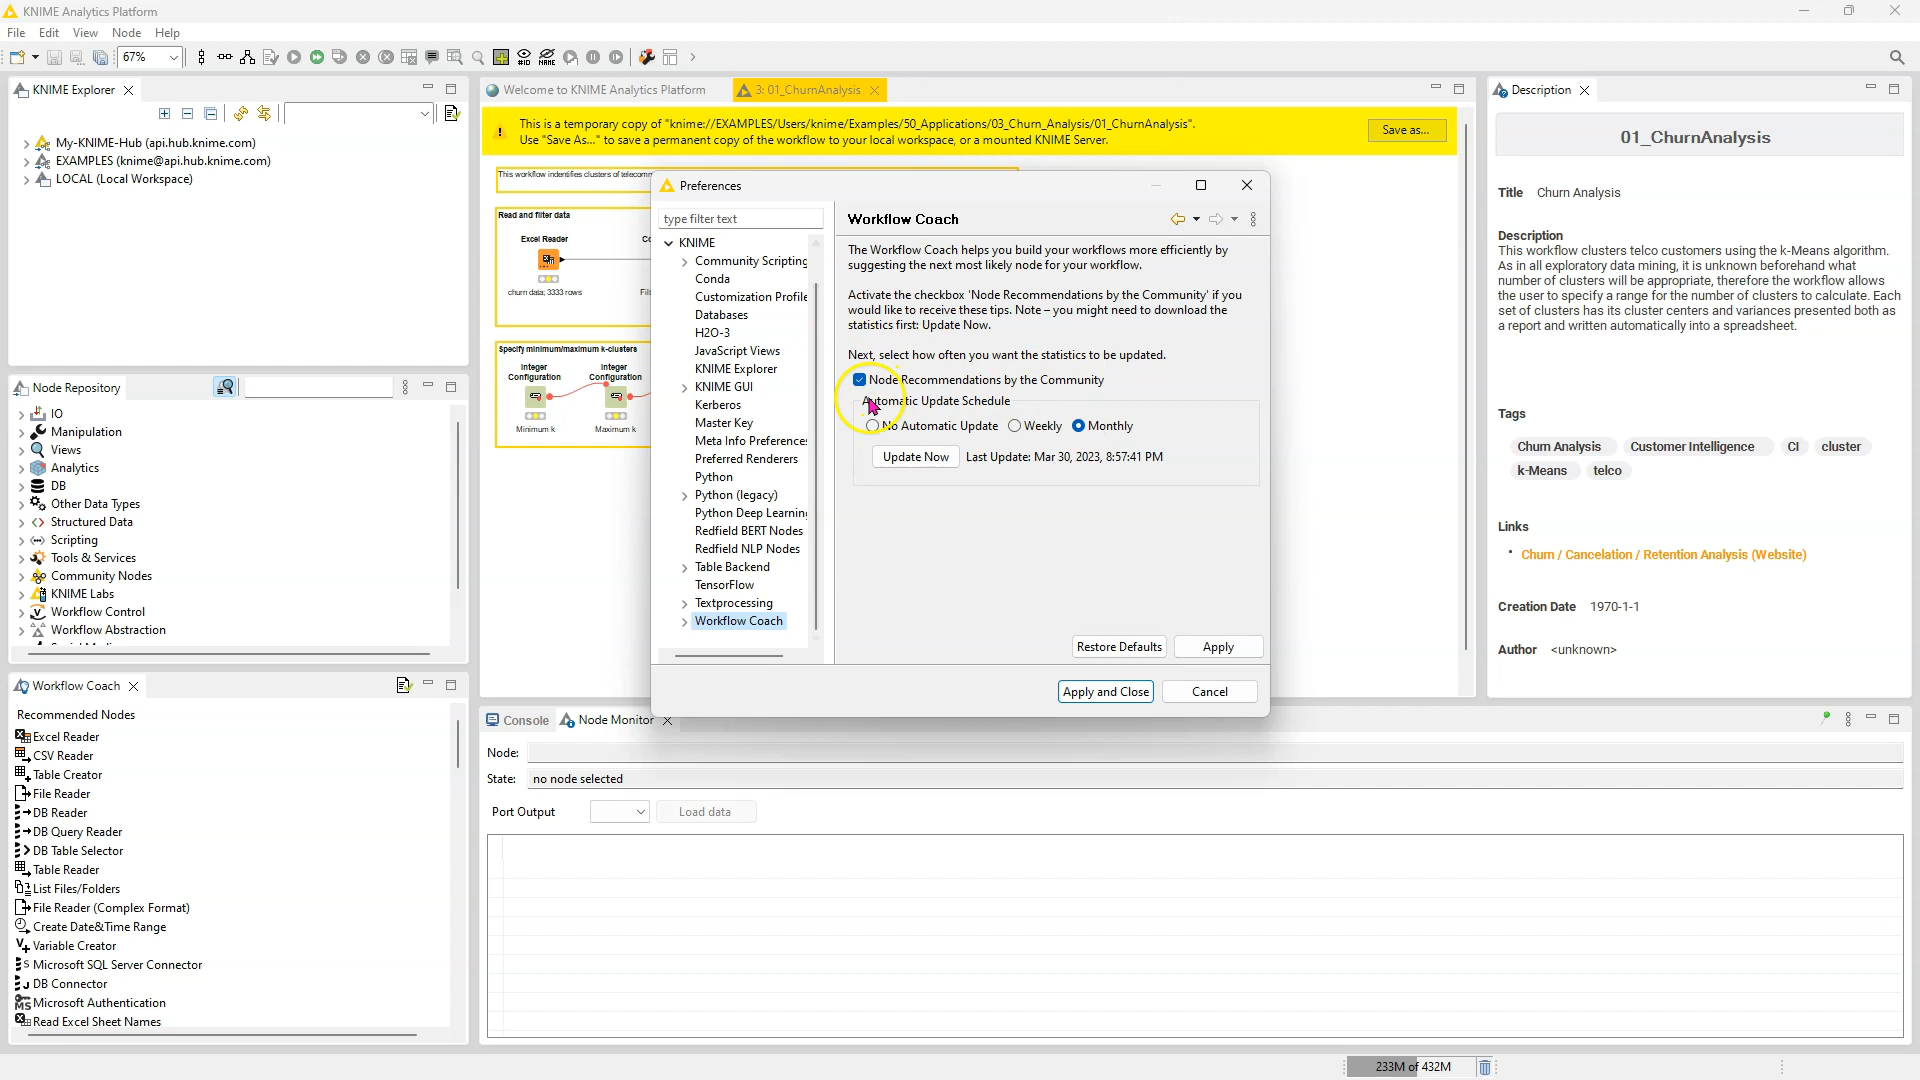 KNIME Analytics Platform
File Edit View Node Help
67%
KNIME Explorer
My-KNIME-Hub (api.hub.knime.com)
EXAMPLES (knime@api.hub.knime.com)
LOCAL (Local Workspace)
Node Repository
IO
Manipulation
Views
Analytics
DB
Other Data Types
Structured Data
Scripting
Tools & Services
Community Nodes
KNIME Labs
Workflow Control
Workflow Abstraction
Workflow Coach
Recommended Nodes
Excel Reader
CSV Reader
Table Creator
File Reader
DB Reader
DB Query Reader
DB Table Selector
Table Reader
List Files/Folders
File Reader (Complex Format)
Create Date&Time Range
Variable Creator
Microsoft SQL Server Connector
DB Connector
Microsoft Authentication
Read Excel Sheet Names
Welcome to KNIME Analytics Platform
3: 01_ChurnAnalysis
This is a temporary copy of "knime://EXAMPLES/Users/knime/Examples/50_Applications/03_Churn_Analysis/01_ChurnAnalysis".
Use "Save As..." to save a permanent copy of the workflow to your local workspace, or a mounted KNIME Server.
Save as...
This workflow indentifies clusters of telecomm
Read and filter data
Excel Reader
churn data; 3333 rows
Specify minimum/maximum k-clusters
Integer
Configuration
Minimum k
Integer
Configuration
Maximum k
Preferences
type filter text
KNIME
Community Scripting
Conda
Customization Profile
Databases
H2O-3
JavaScript Views
KNIME Explorer
KNIME GUI
Kerberos
Master Key
Meta Info Preferences
Preferred Renderers
Python
Python (legacy)
Python Deep Learning
Redfield BERT Nodes
Redfield NLP Nodes
Table Backend
TensorFlow
Textprocessing
Workflow Coach
Workflow Coach
The Workflow Coach helps you build your workflows more efficiently by
suggesting the next most likely node for your workflow.
Activate the checkbox 'Node Recommendations by the Community' if you
would like to receive these tips. Note – you might need to download the
statistics first: Update Now.
Next, select how often you want the statistics to be updated.
Node Recommendations by the Community
Automatic Update Schedule
No Automatic Update Weekly Monthly
Update Now Last Update: Mar 30, 2023, 8:57:41 PM
Restore Defaults Apply
Apply and Close Cancel
Console Node Monitor
Node:
State: no node selected
Port Output Load data
Description
01_ChurnAnalysis
Title Churn Analysis
Description
This workflow clusters telco customers using the k-Means algorithm.
As in all exploratory data mining, it is unknown beforehand what
number of clusters will be appropriate, therefore the workflow allows
the user to specify a range for the number of clusters to calculate. Each
set of clusters has its cluster centers and variances presented both as
a report and written automatically into a spreadsheet.
Tags
Churn Analysis Customer Intelligence CI cluster
k-Means telco
Links
Churn / Cancelation / Retention Analysis (Website)
Creation Date 1970-1-1
Author <unknown>
233M of 432M